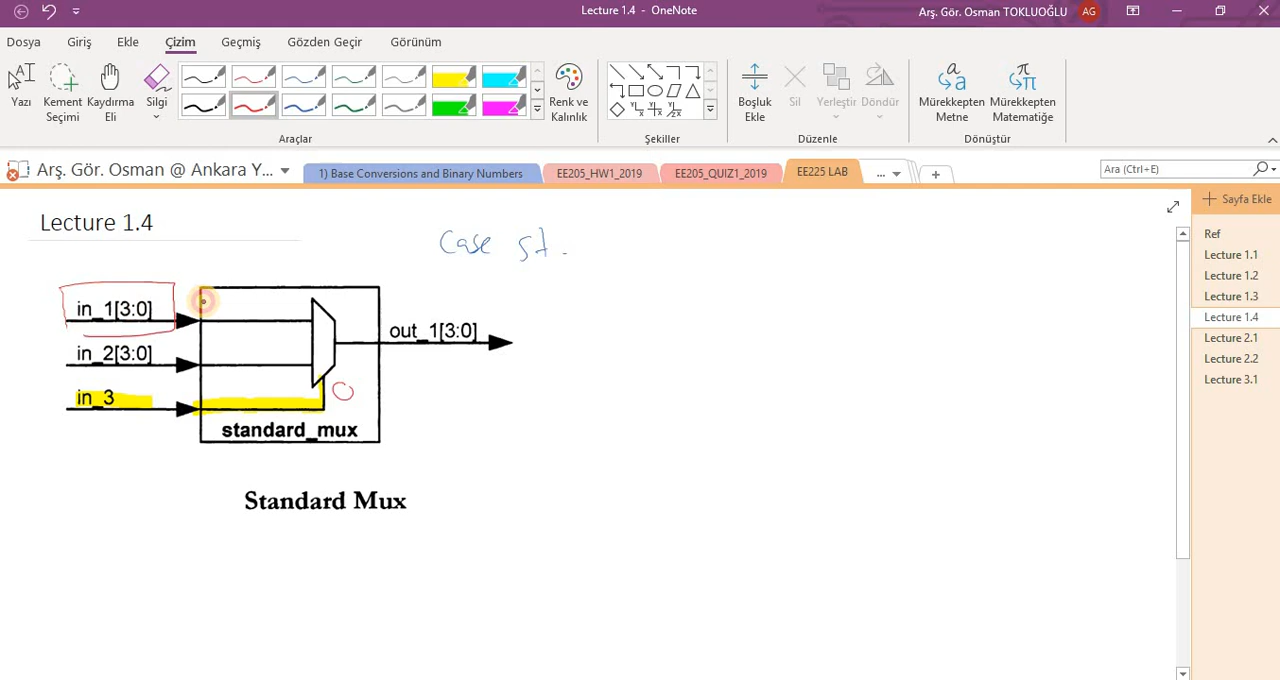 Lecture 1.4 - OneNote
Arş. Gör. Osman TOKLUOĞLU
AG
Dosya
Giriş
Ekle
Çizim
Geçmiş
Gözden Geçir
Görünüm
Yazı
Kement Seçimi
Kaydırma Eli
Silgi
Renk ve Kalınlık
Boşluk Ekle
Sil
Yerleştir
Döndür
Mürekkepten Metne
Mürekkepten Matematiğe
Araçlar
Şekiller
Düzenle
Dönüştür
Arş. Gör. Osman @ Ankara Y...
1) Base Conversions and Binary Numbers
EE205_HW1_2019
EE205_QUIZ1_2019
EE225 LAB
...
Ara (Ctrl+E)
Sayfa Ekle
Ref
Lecture 1.1
Lecture 1.2
Lecture 1.3
Lecture 1.4
Lecture 2.1
Lecture 2.2
Lecture 3.1
Lecture 1.4
Case st.
in_1[3:0]
in_2[3:0]
in_3
out_1[3:0]
0
standard_mux
Standard Mux